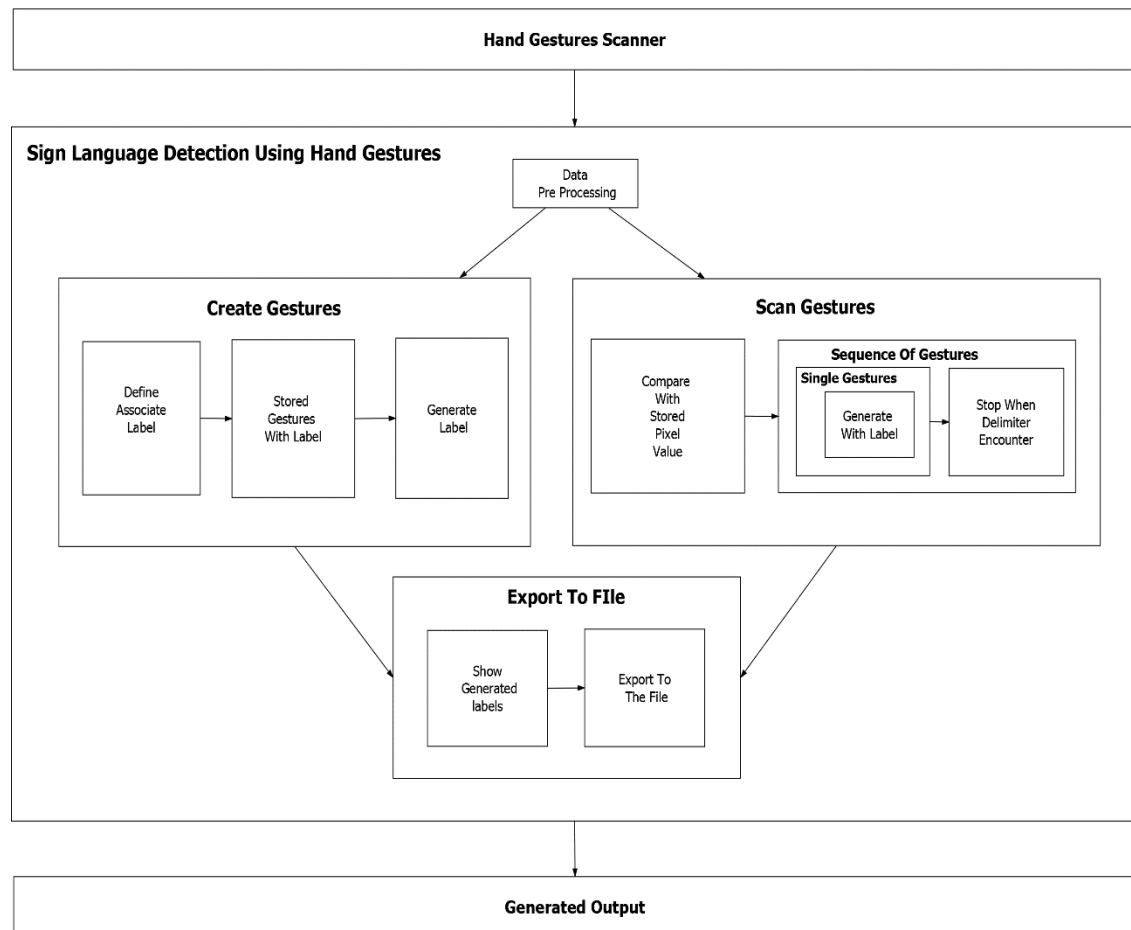 Hand Gestures Scanner
Sign Language Detection Using Hand Gestures
Data
Pre Processing
Create Gestures
Define
Associate
Label
Stored
Gestures
With Label
Generate
Label
Scan Gestures
Compare
With
Stored
Pixel
Value
Sequence Of Gestures
Single Gestures
Generate
With Label
Stop When
Delimiter
Encounter
Export To FIle
Show
Generated
labels
Export To
The File
Generated Output